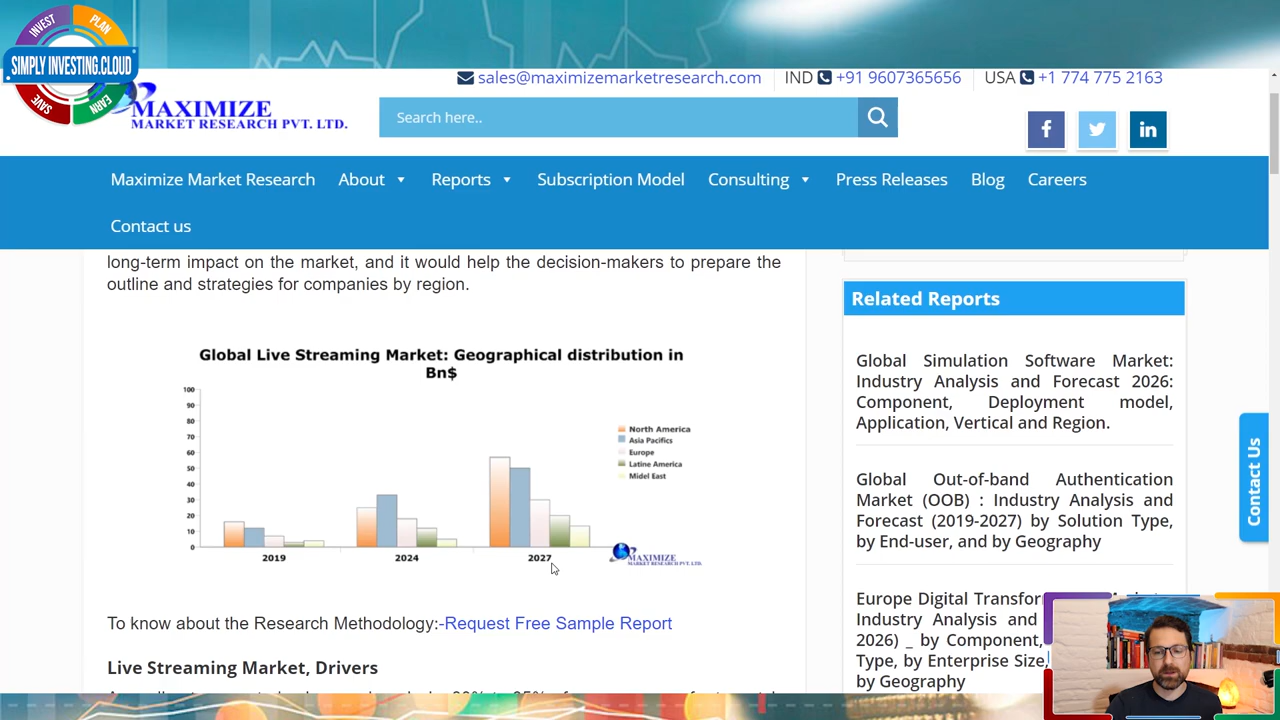 INVEST
PLAN
SIMPLY INVESTING.CLOUD
SAVE
EARN
sales@maximizemarketresearch.com
IND +91 9607365656
USA +1 774 775 2163
MAXIMIZE
MARKET RESEARCH PVT. LTD.
Search here..
f
in
Maximize Market Research
About
Reports
Subscription Model
Consulting
Press Releases
Blog
Careers
Contact us
long-term impact on the market, and it would help the decision-makers to prepare the
outline and strategies for companies by region.
Global Live Streaming Market: Geographical distribution in
Bn$
100
90
80
70
60
50
40
30
20
10
0
2019
2024
2027
North America
Asia Pacifics
Europe
Latine America
Midel East
MAXIMIZE
MARKET RESEARCH PVT. LTD.
To know about the Research Methodology:-Request Free Sample Report
Live Streaming Market, Drivers
Related Reports
Global Simulation Software Market:
Industry Analysis and Forecast 2026:
Component, Deployment model,
Application, Vertical and Region.
Global Out-of-band Authentication
Market (OOB) : Industry Analysis and
Forecast (2019-2027) by Solution Type,
by End-user, and by Geography
Europe Digital
Industry Analysis and
2026) _ by Component,
Type, by Enterprise Size,
by Geography
Contact Us